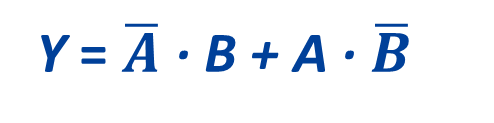 Y = A̅ · B + A · B̅